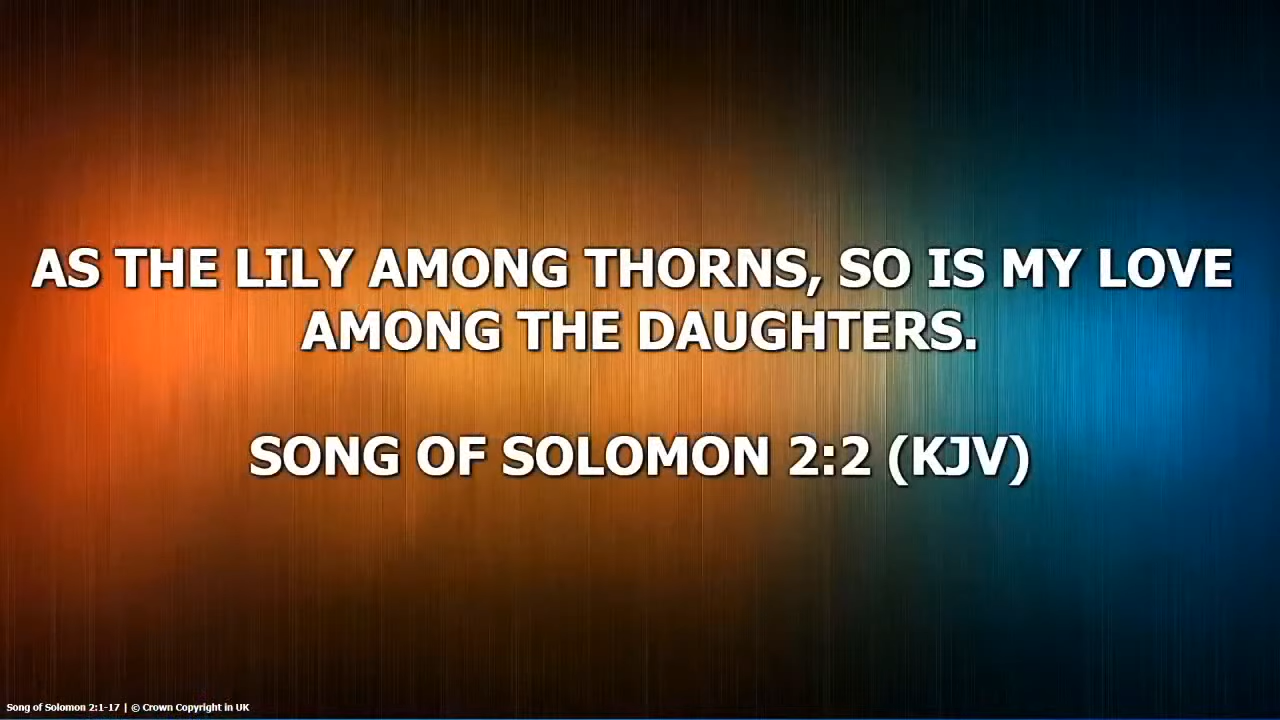 AS THE LILY AMONG THORNS, SO IS MY LOVE
AMONG THE DAUGHTERS.
SONG OF SOLOMON 2:2 (KJV)
Song of Solomon 2:1-17 | © Crown Copyright in UK